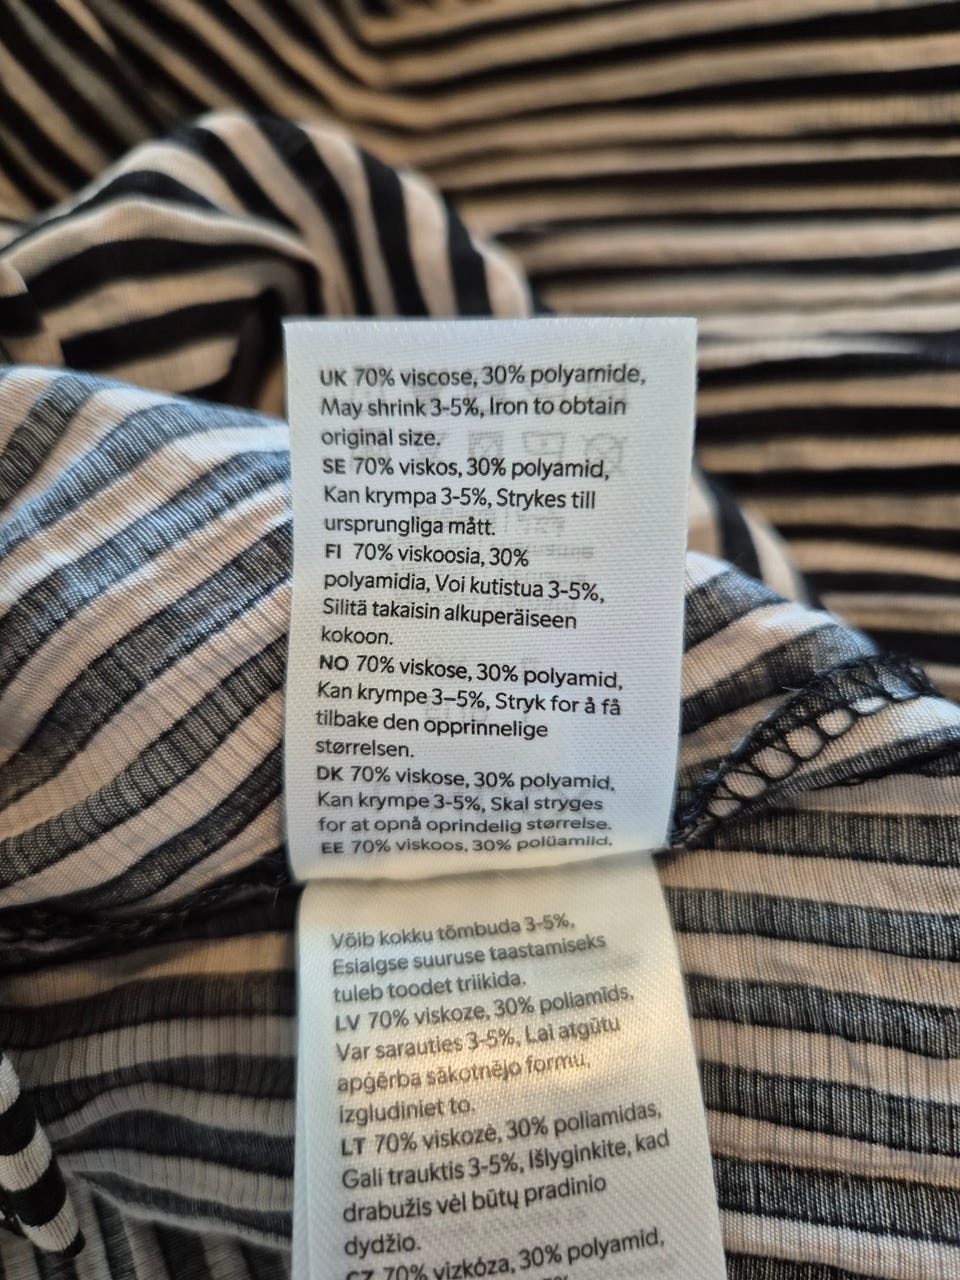 UK 70% viscose, 30% polyamide,
May shrink 3-5%, Iron to obtain
original size.
SE 70% viskos, 30% polyamid,
Kan krympa 3-5%, Strykes till
ursprungliga mått.
FI 70% viskoosia, 30%
polyamidia, Voi kutistua 3-5%,
Silitä takaisin alkuperäiseen
kokoon.
NO 70% viskose, 30% polyamid,
Kan krympe 3–5%, Stryk for å få
tilbake den opprinnelige
størrelsen.
DK 70% viskose, 30% polyamid,
Kan krympe 3-5%, Skal stryges
for at opnå oprindelig størrelse.
EE 70% viskoos, 30% polüamiid,
Võib kokku tõmbuda 3-5%,
Esialgse suuruse taastamiseks
tuleb toodet triikida.
LV 70% viskoze, 30% poliamīds,
Var sarauties 3-5%, Lai atgūtu
apģērba sākotnējo formu,
izgludiniet to.
LT 70% viskozė, 30% poliamidas,
Gali trauktis 3-5%, Išlyginkite, kad
drabužis vėl būtų pradinio
dydžio.
CZ 70% vizkóza, 30% polyamid,